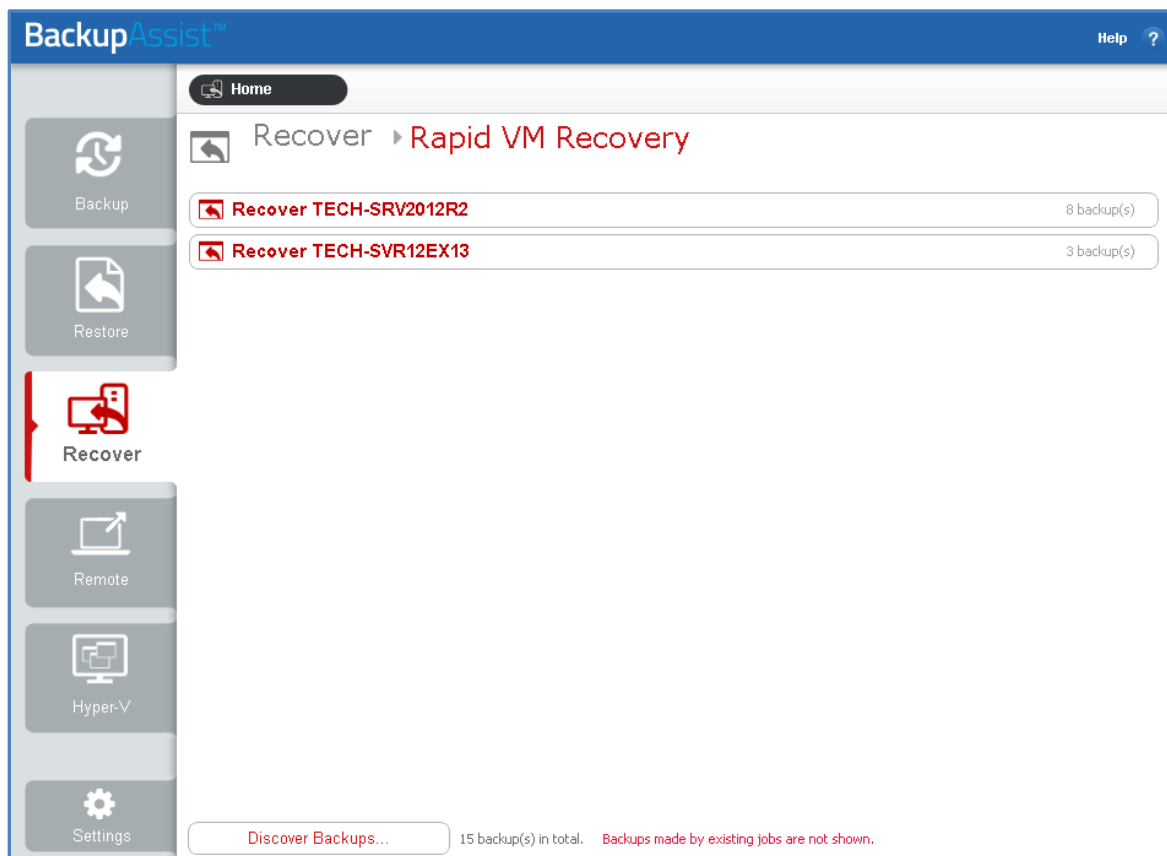 BackupAssist™
Help ?
Home
Recover Rapid VM Recovery
Backup
Restore
Recover
Remote
Hyper-V
Settings
Recover TECH-SRV2012R2 8 backup(s)
Recover TECH-SVR12EX13 3 backup(s)
Discover Backups... 15 backup(s) in total. Backups made by existing jobs are not shown.